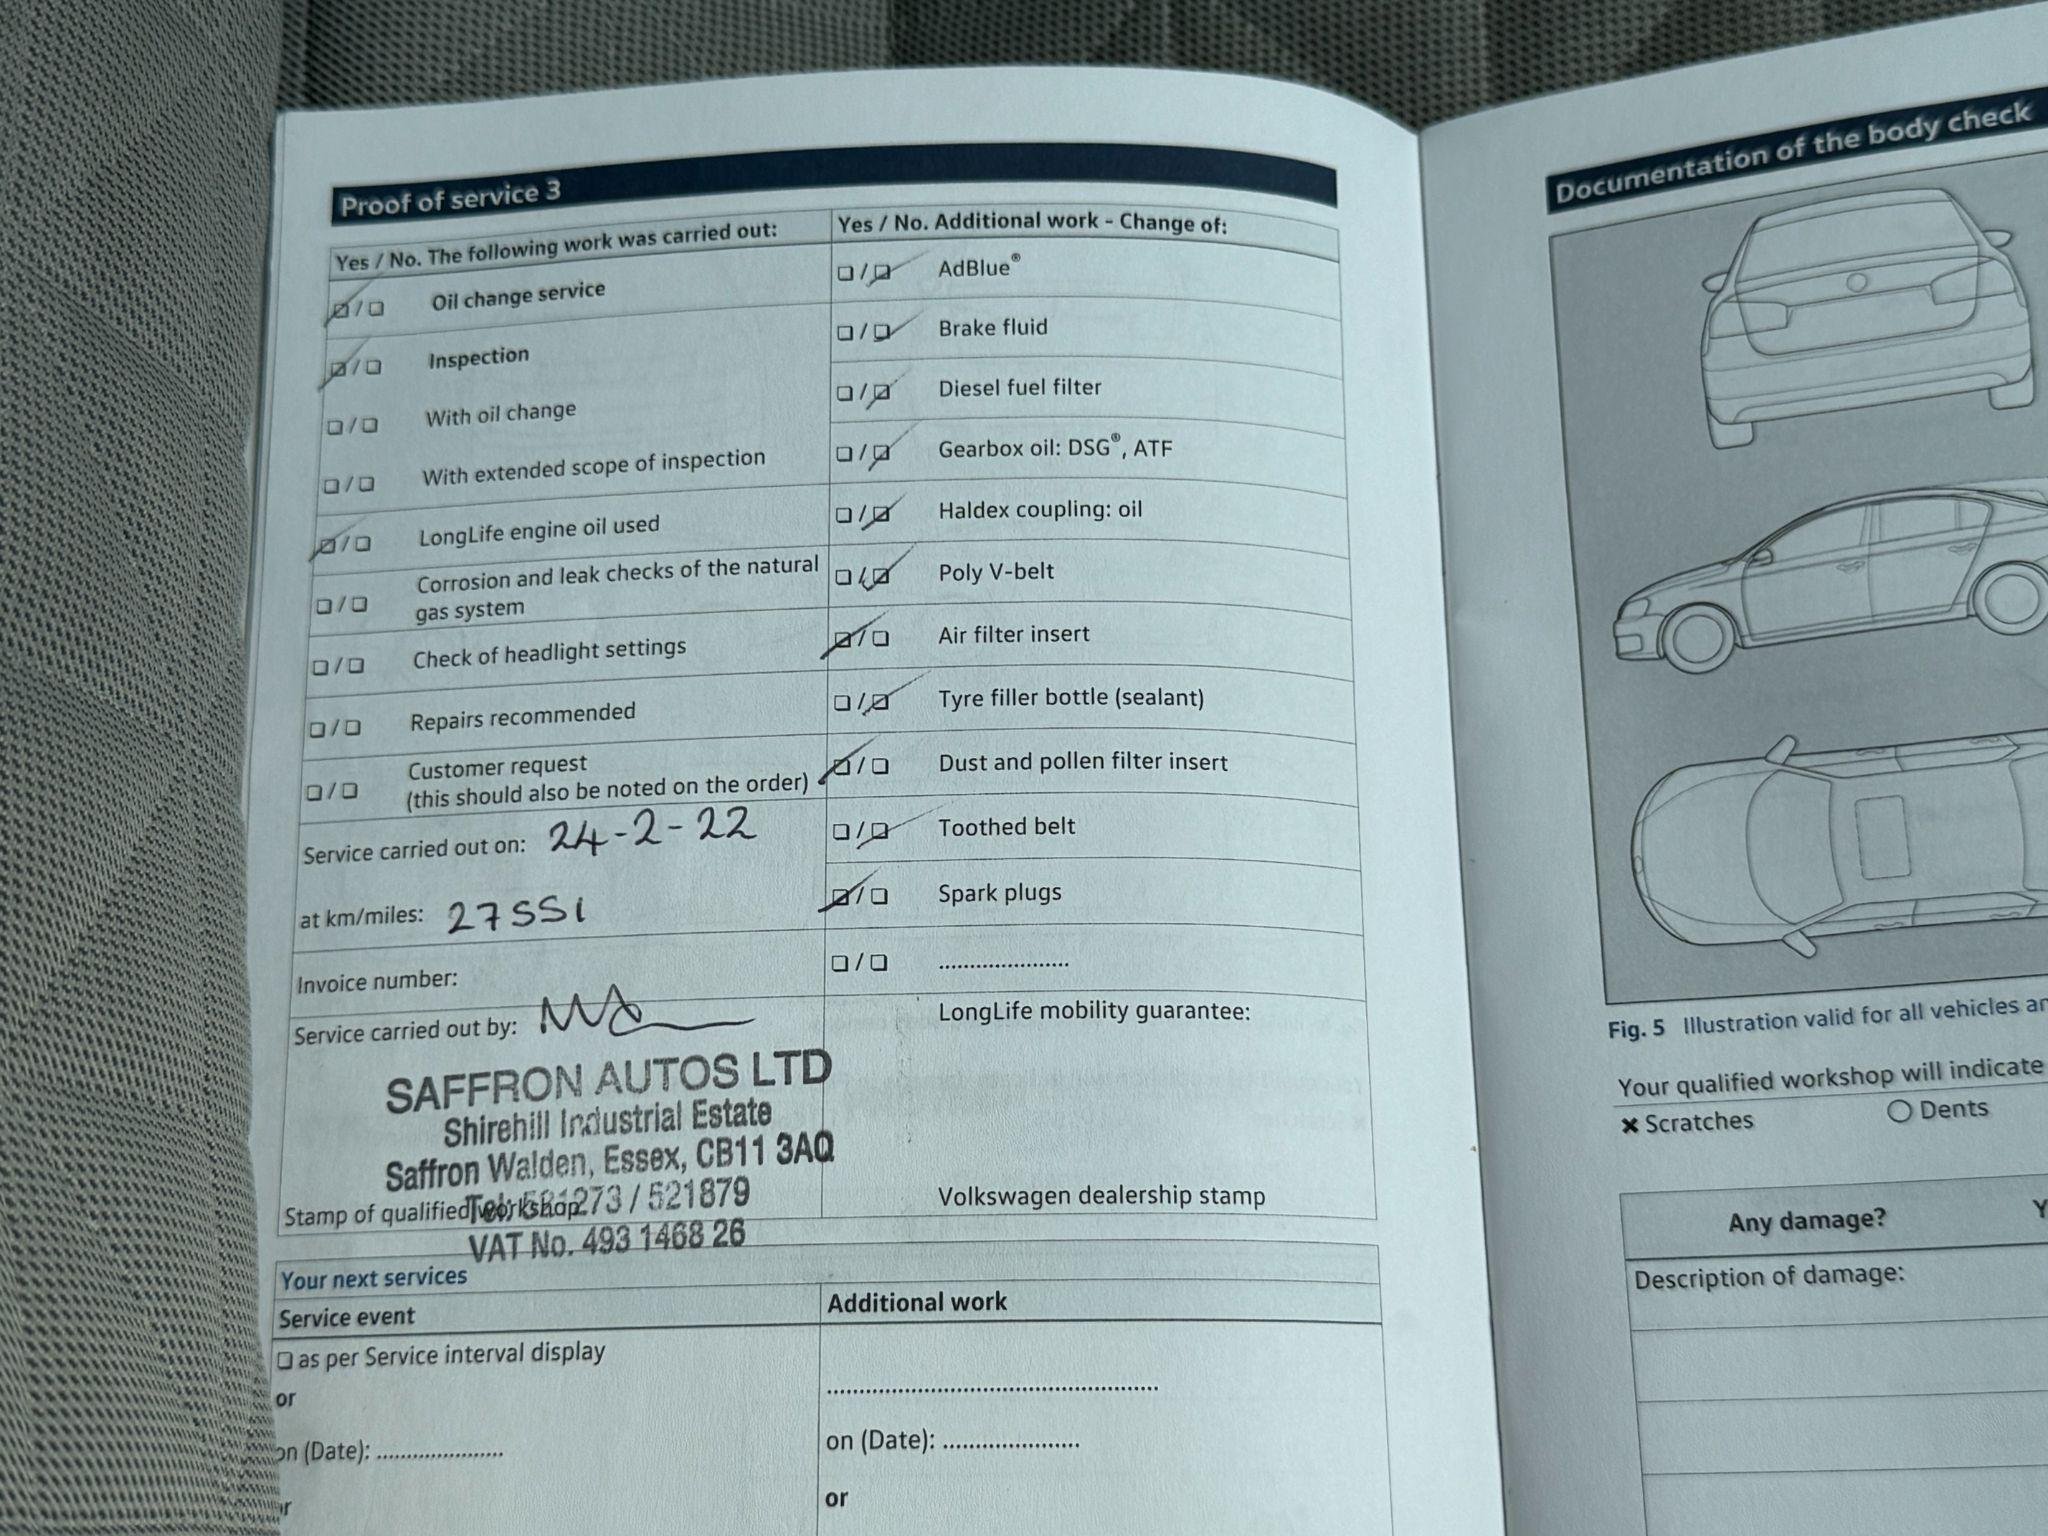 Proof of service 3
Yes / No. The following work was carried out:
Oil change service
Inspection
With oil change
With extended scope of inspection
LongLife engine oil used
Corrosion and leak checks of the natural
gas system
Check of headlight settings
Repairs recommended
Customer request
(this should also be noted on the order)
Service carried out on: 24-2-22
at km/miles: 27551
Invoice number:
Service carried out by:
SAFFRON AUTOS LTD
Shirehill Industrial Estate
Saffron Walden, Essex, CB11 3AQ
Tel: 521273 / 521879
Stamp of qualified workshop
VAT No. 493 1468 26
Yes / No. Additional work - Change of:
AdBlue®
Brake fluid
Diesel fuel filter
Gearbox oil: DSG®, ATF
Haldex coupling: oil
Poly V-belt
Air filter insert
Tyre filler bottle (sealant)
Dust and pollen filter insert
Toothed belt
Spark plugs
....................
LongLife mobility guarantee:
Volkswagen dealership stamp
Your next services
Service event
as per Service interval display
or
on (Date): ....................
Additional work
....................
on (Date): ....................
or
Documentation of the body check
Fig. 5 Illustration valid for all vehicles
Your qualified workshop will indicate
× Scratches
Dents
Any damage?
Description of damage: